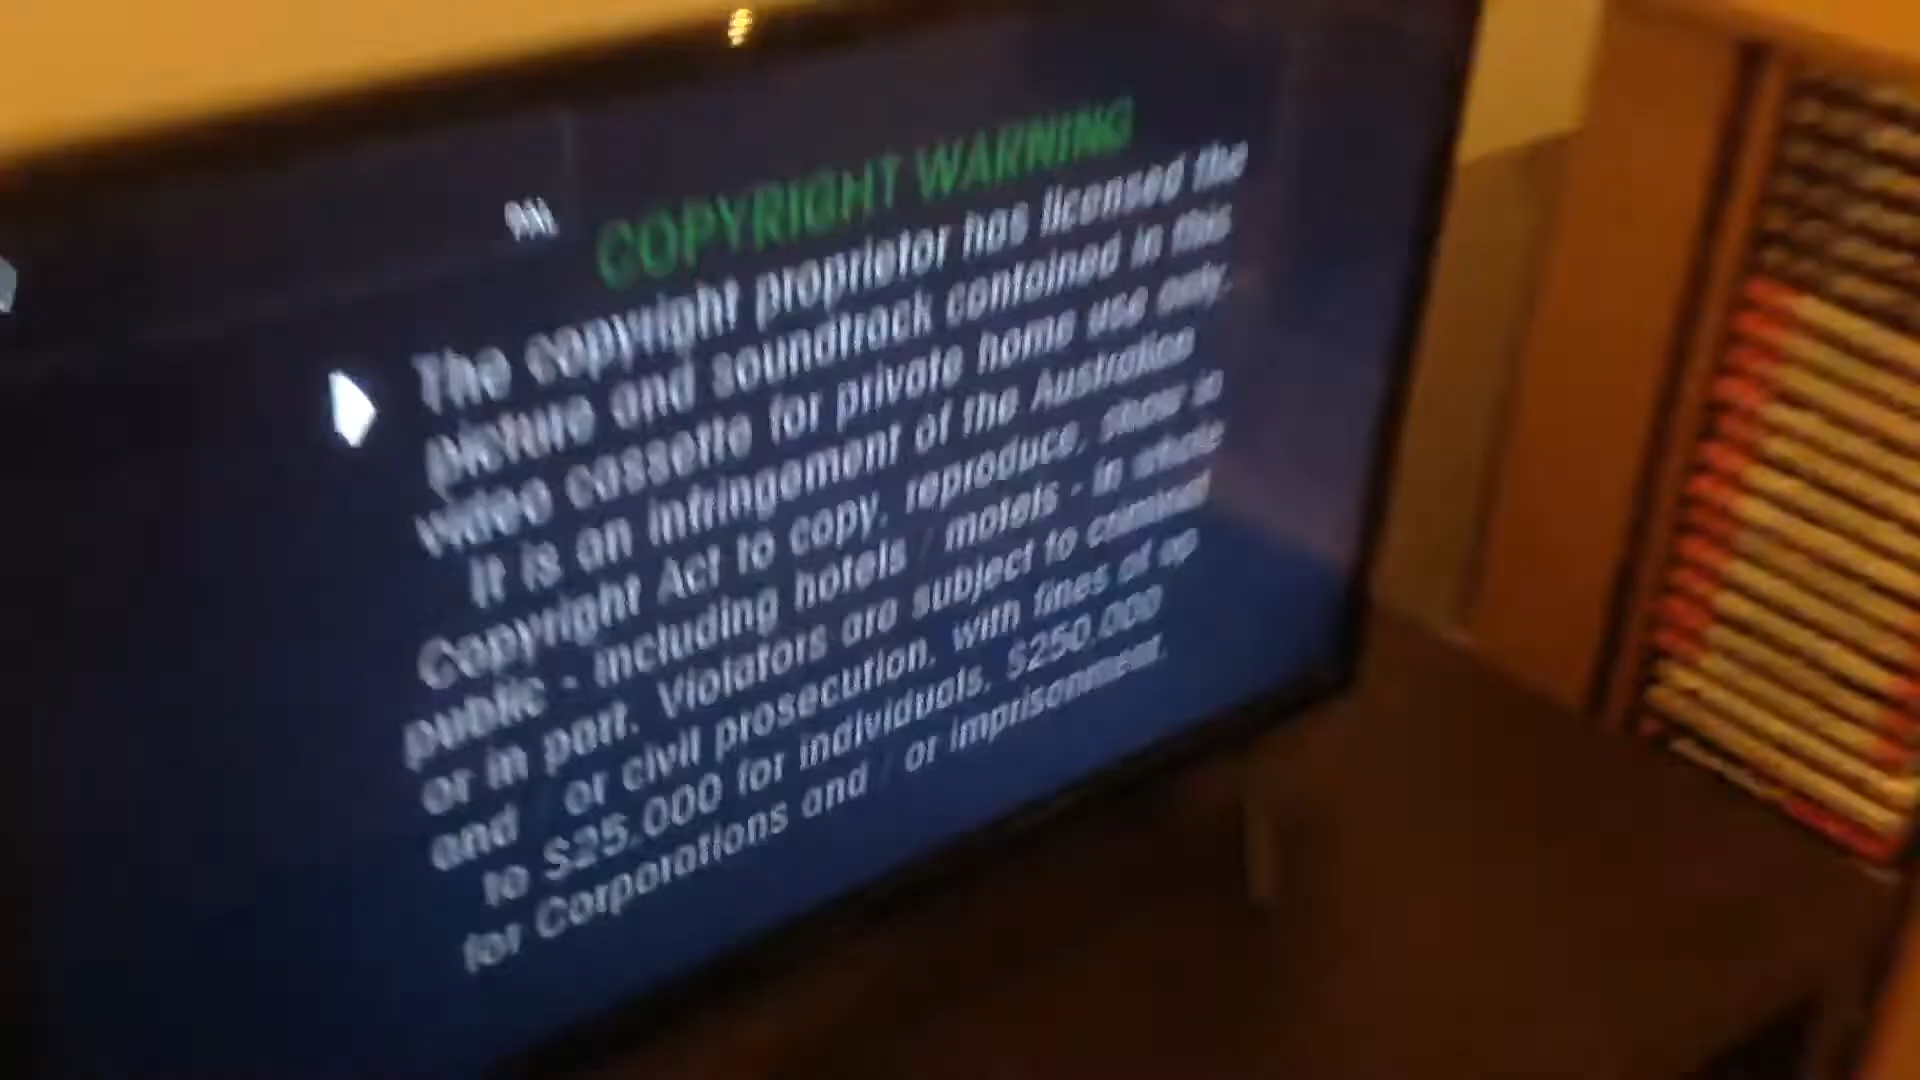 COPYRIGHT WARNING
The copyright proprietor has licensed the
picture and soundtrack contained in this
video cassette for private home use only.
It is an infringement of the Australian
Copyright Act to copy, reproduce, show in
public - including hotels / motels - in whole
or in part. Violators are subject to criminal
and / or civil prosecution, with fines of up
to $25,000 for individuals, $250,000
for Corporations and / or imprisonment.